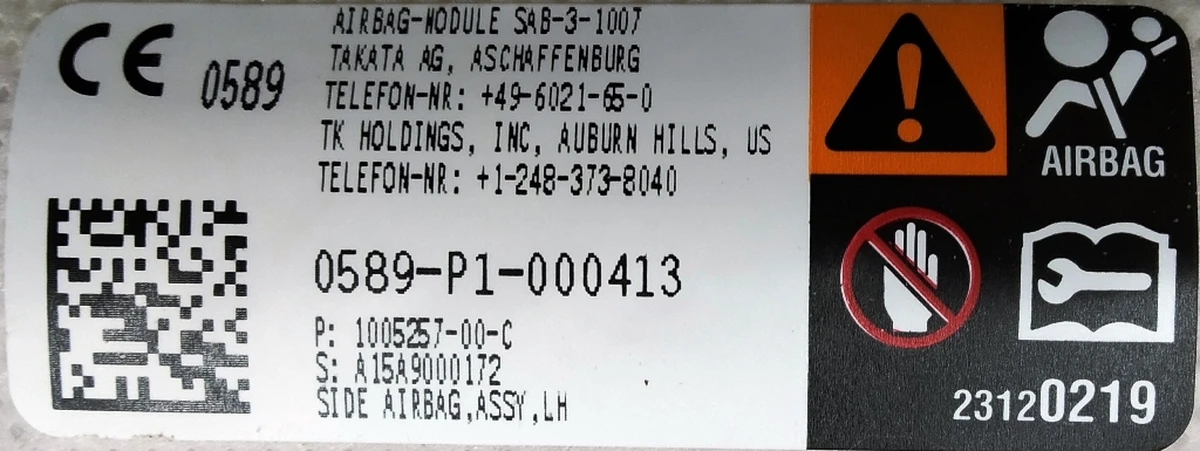 CE 0589
AIRBAG-MODULE SAB-3-1007
TAKATA AG, ASCHAFFENBURG
TELEFON-NR: +49-6021-65-0
TK HOLDINGS, INC, AUBURN HILLS, US
TELEFON-NR: +1-248-373-8040
0589-P1-000413
P: 1005257-00-C
S: A15A9000172
SIDE AIRBAG,ASSY,LH
AIRBAG
23120219